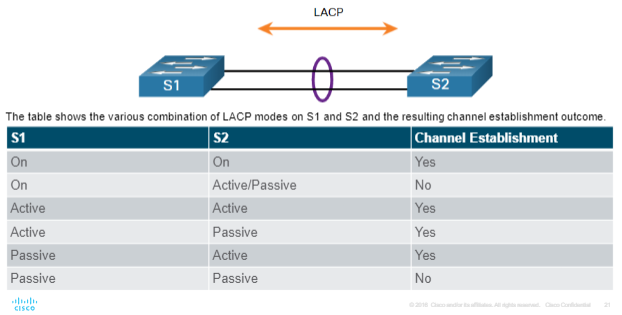 LACP
S1
S2
The table shows the various combination of LACP modes on S1 and S2 and the resulting channel establishment outcome.
S1 S2 Channel Establishment
On On Yes
On Active/Passive No
Active Active Yes
Active Passive Yes
Passive Active Yes
Passive Passive No
CISCO
© 2016 Cisco and/or its affiliates. All rights reserved. Cisco Confidential 21